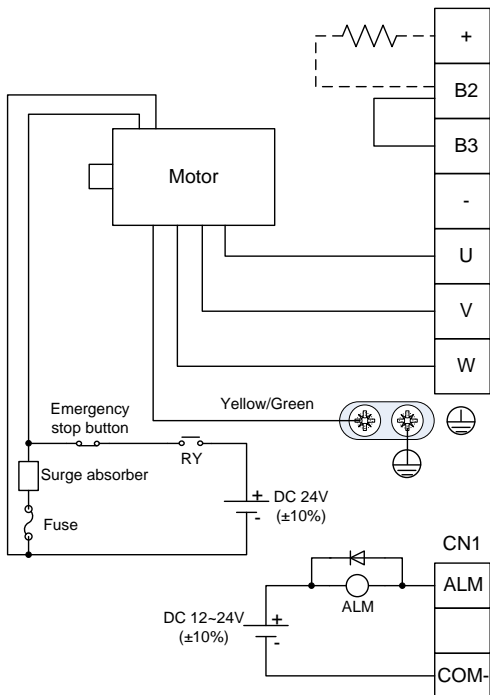 +
B2
B3
-
U
V
W
Motor
Yellow/Green
Emergency
stop button
RY
Surge absorber
Fuse
+ DC 24V
- (±10%)
CN1
ALM
ALM
DC 12~24V +
(±10%) -
COM-